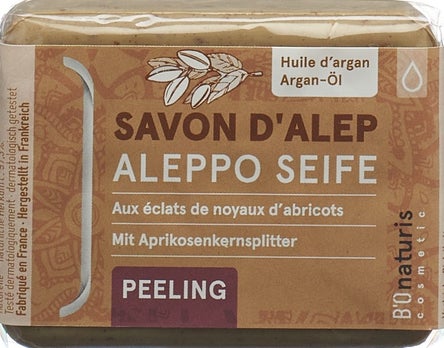 Huile d'argan
Argan-Öl
SAVON D'ALEP
ALEPPO SEIFE
Aux éclats de noyaux d'abricots
Mit Aprikosenkernsplitter
PEELING
B'Onaturis
cosmetic
Testé dermatologiquement · dermatologisch getestet
Fabriqué en France · Hergestellt in Frankreich